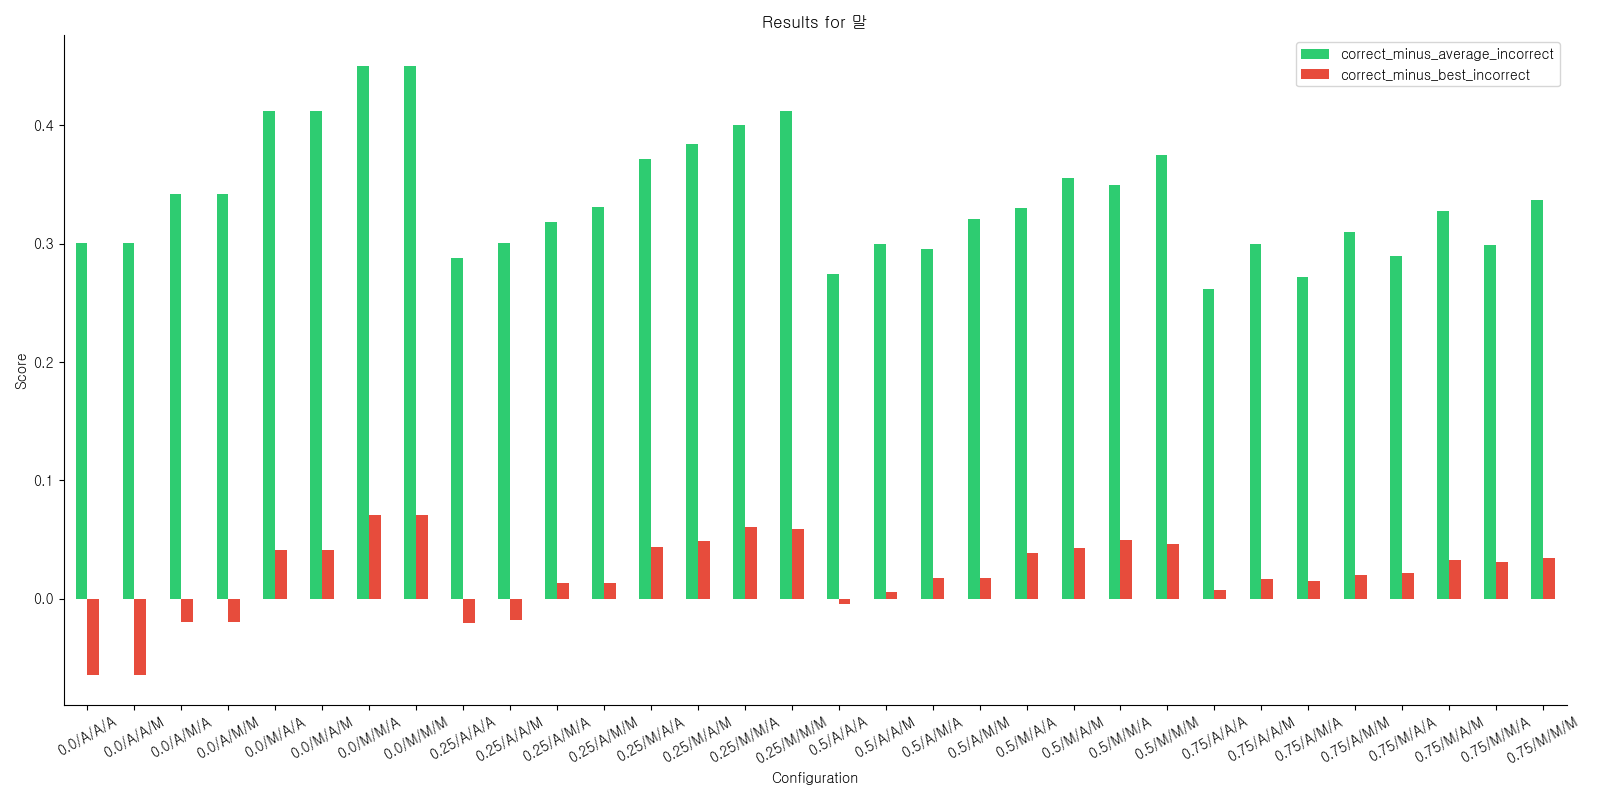 Results for 말
correct_minus_average_incorrect
correct_minus_best_incorrect
Score
0.4
0.3
0.2
0.1
0.0
0.0/A/A/A
0.0/A/A/M
0.0/A/M/A
0.0/A/M/M
0.0/M/A/A
0.0/M/A/M
0.0/M/M/A
0.0/M/M/M
0.25/A/A/A
0.25/A/A/M
0.25/A/M/A
0.25/A/M/M
0.25/M/A/A
0.25/M/A/M
0.25/M/M/A
0.25/M/M/M
0.5/A/A/A
0.5/A/A/M
0.5/A/M/A
0.5/A/M/M
0.5/M/A/A
0.5/M/A/M
0.5/M/M/A
0.5/M/M/M
0.75/A/A/A
0.75/A/A/M
0.75/A/M/A
0.75/A/M/M
0.75/M/A/A
0.75/M/A/M
0.75/M/M/A
0.75/M/M/M
Configuration